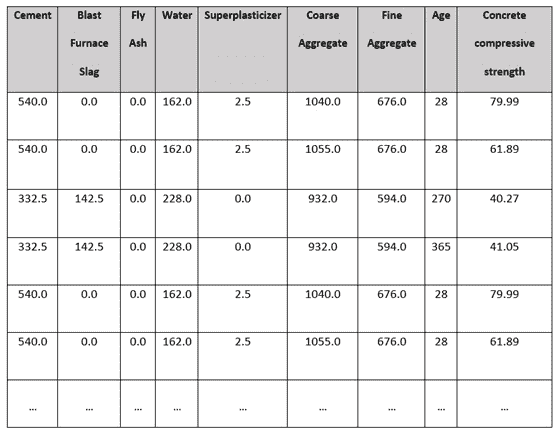 Cement Blast Furnace Slag Fly Ash Water Superplasticizer Coarse Aggregate Fine Aggregate Age Concrete compressive strength
540.0 0.0 0.0 162.0 2.5 1040.0 676.0 28 79.99
540.0 0.0 0.0 162.0 2.5 1055.0 676.0 28 61.89
332.5 142.5 0.0 228.0 0.0 932.0 594.0 270 40.27
332.5 142.5 0.0 228.0 0.0 932.0 594.0 365 41.05
540.0 0.0 0.0 162.0 2.5 1040.0 676.0 28 79.99
540.0 0.0 0.0 162.0 2.5 1055.0 676.0 28 61.89
... ... ... ... ... ... ... ... ...